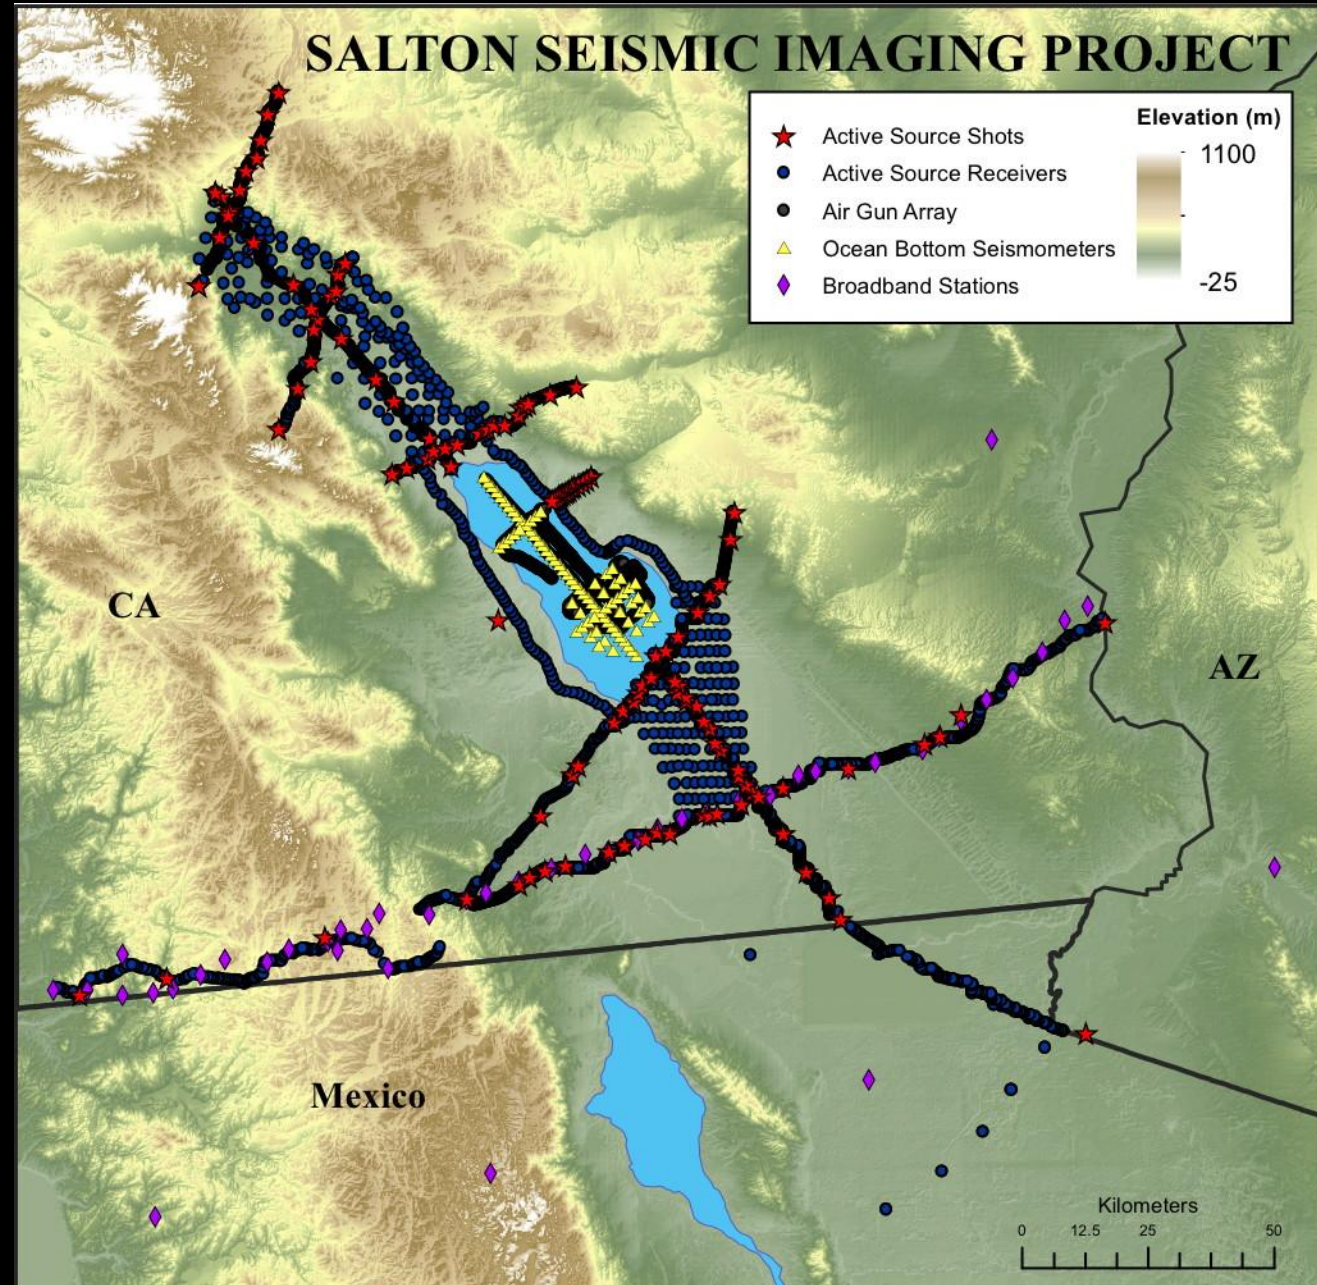 SALTON SEISMIC IMAGING PROJECT
Active Source Shots
Active Source Receivers
Air Gun Array
Ocean Bottom Seismometers
Broadband Stations
Elevation (m)
1100
-25
CA
AZ
Mexico
Kilometers
0 12.5 25 50